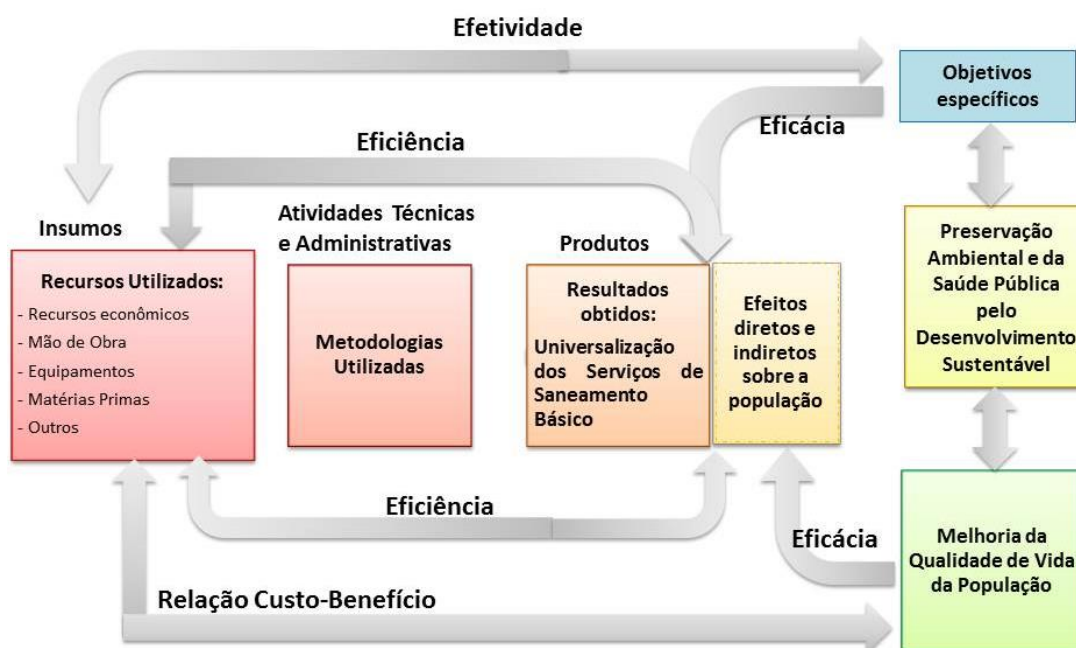 Efetividade
Objetivos
específicos
Eficácia
Eficiência
Insumos
Atividades Técnicas
e Administrativas
Produtos
Recursos Utilizados:
- Recursos econômicos
- Mão de Obra
- Equipamentos
- Matérias Primas
- Outros
Metodologias
Utilizadas
Resultados
obtidos:
Universalização
dos Serviços de
Saneamento
Básico
Efeitos
diretos e
indiretos
sobre a
população
Preservação
Ambiental e da
Saúde Pública
pelo
Desenvolvimento
Sustentável
Eficiência
Eficácia
Melhoria da
Qualidade de Vida
da População
Relação Custo-Benefício